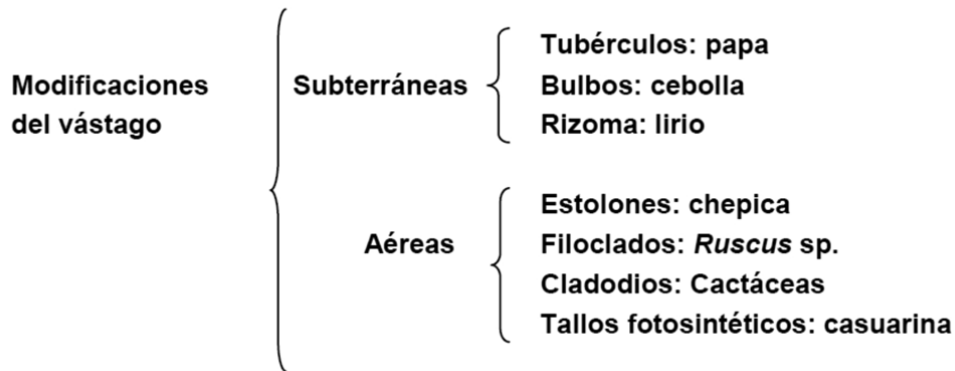 Modificaciones
del vástago
Subterráneas
Tubérculos: papa
Bulbos: cebolla
Rizoma: lirio
Aéreas
Estolones: chepica
Filoclados: Ruscus sp.
Cladodios: Cactáceas
Tallos fotosintéticos: casuarina